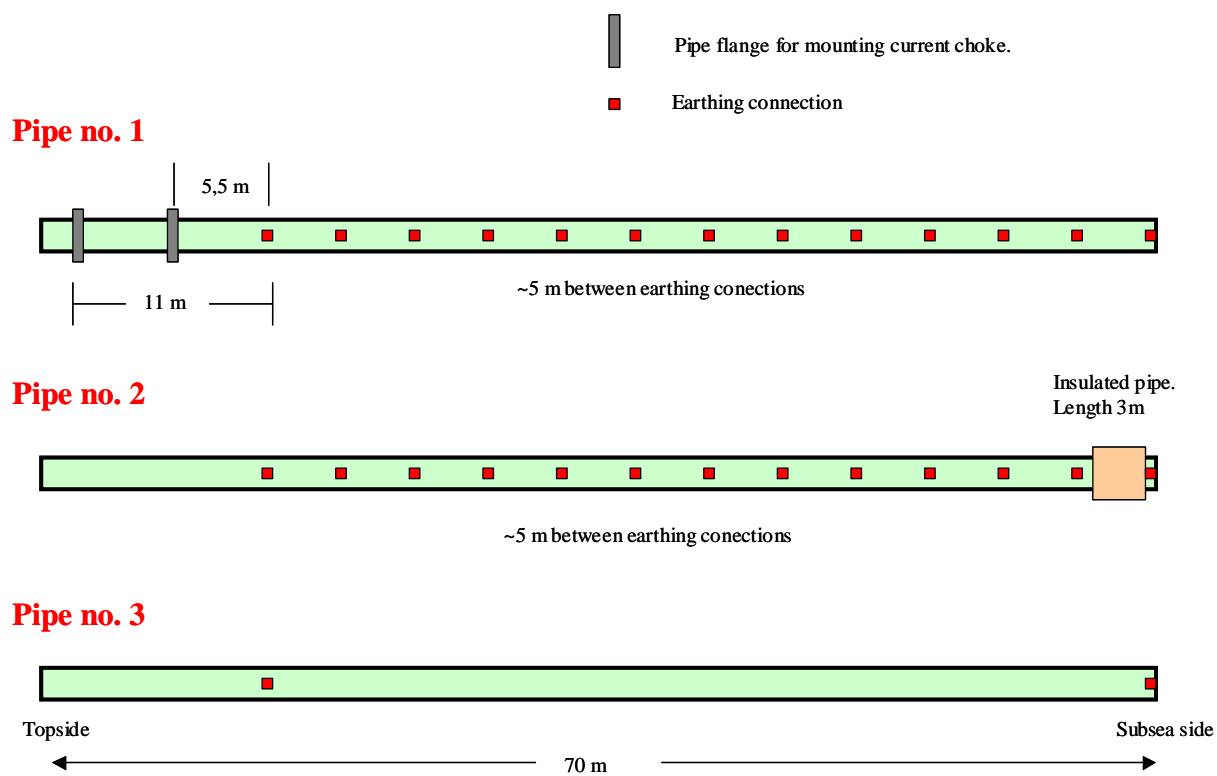 Pipe flange for mounting current choke.
Earthing connection
Pipe no. 1
5,5 m
~5 m between earthing conections
11 m
Pipe no. 2
Insulated pipe.
Length 3m
~5 m between earthing conections
Pipe no. 3
Topside
Subsea side
70 m